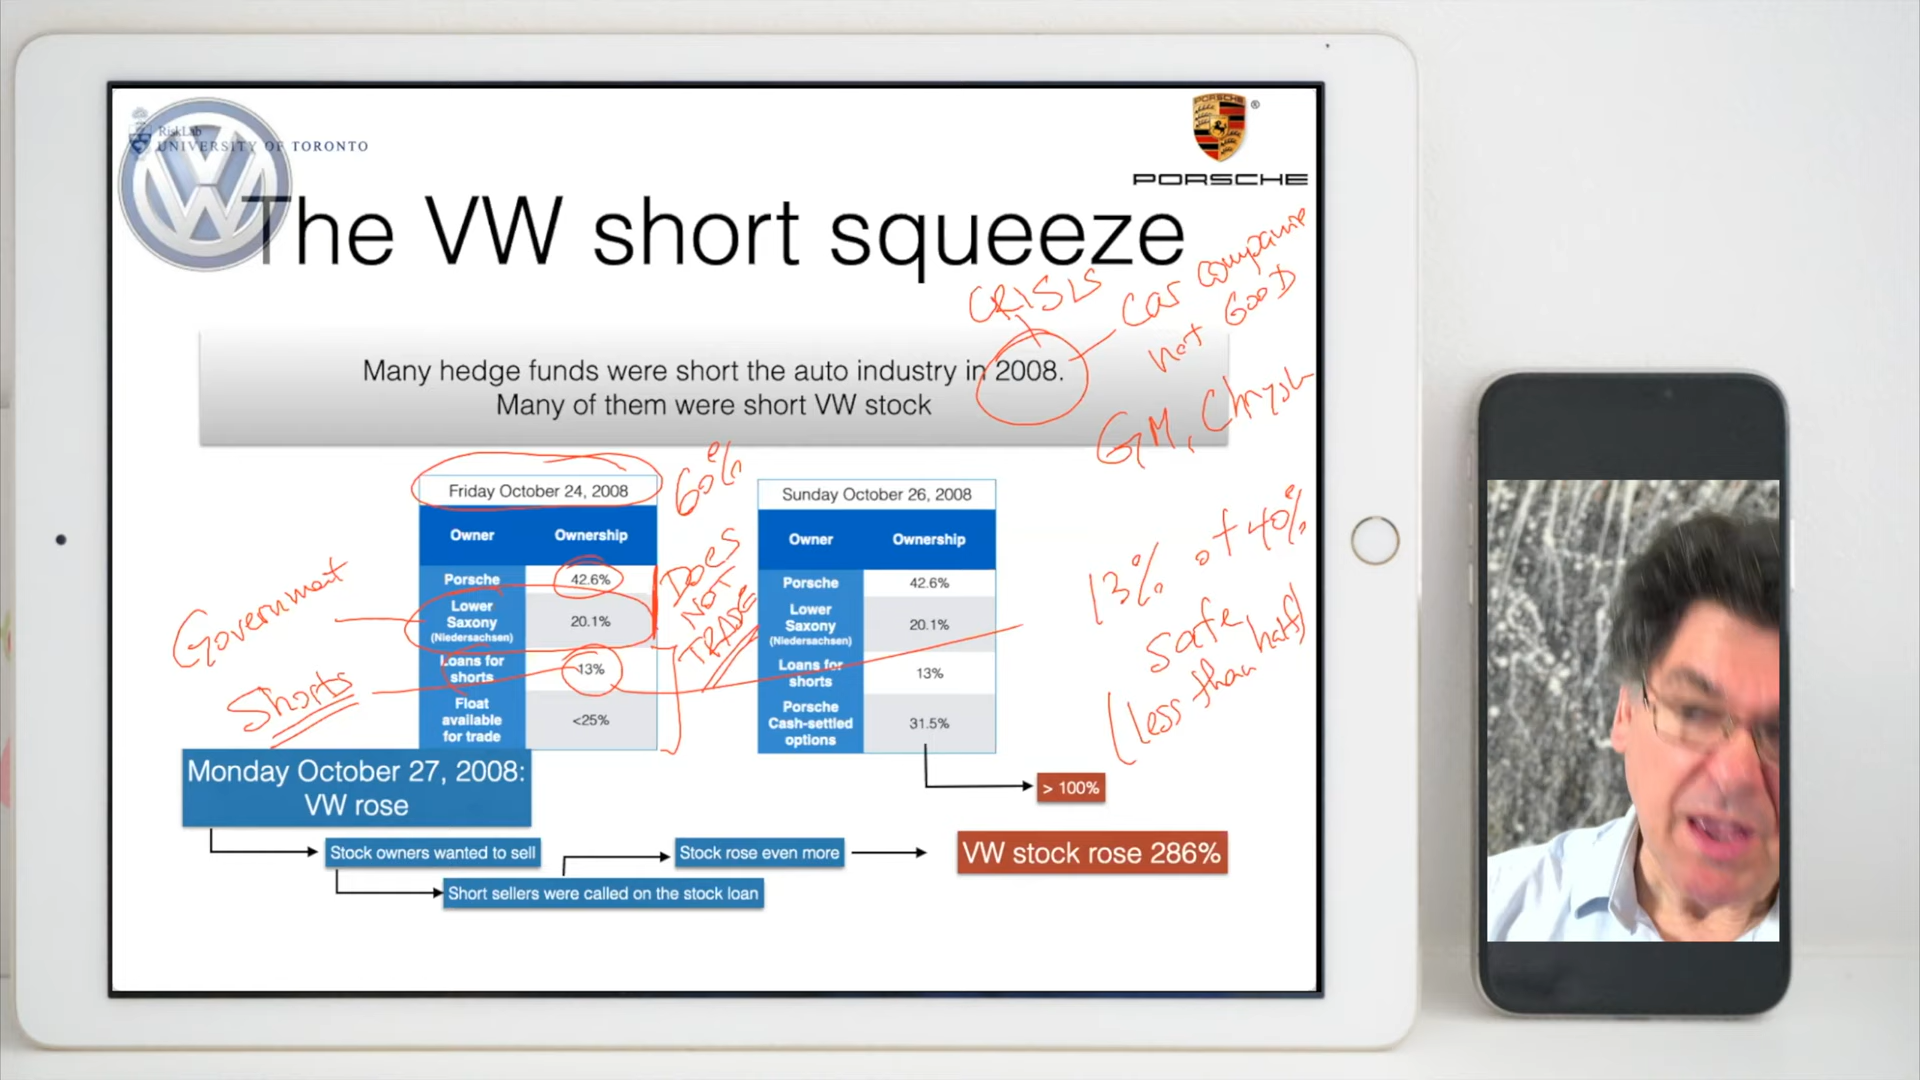 RiskLab
UNIVERSITY OF TORONTO
PORSCHE
®
PORSCHE
The VW short squeeze
CRISIS
Car companie
not GooD
Many hedge funds were short the auto industry in 2008.
Many of them were short VW stock
GM, Chrysl
60%
Friday October 24, 2008
Owner Ownership
Porsche 42.6%
Lower Saxony (Niedersachsen) 20.1%
Loans for shorts 13%
Float available for trade <25%
Government
Shorts
DOES
NOT
TRADE
Sunday October 26, 2008
Owner Ownership
Porsche 42.6%
Lower Saxony (Niedersachsen) 20.1%
Loans for shorts 13%
Porsche Cash-settled options 31.5%
> 100%
13% of 40%
safe
(less than half)
Monday October 27, 2008:
VW rose
Stock owners wanted to sell
Short sellers were called on the stock loan
Stock rose even more
VW stock rose 286%